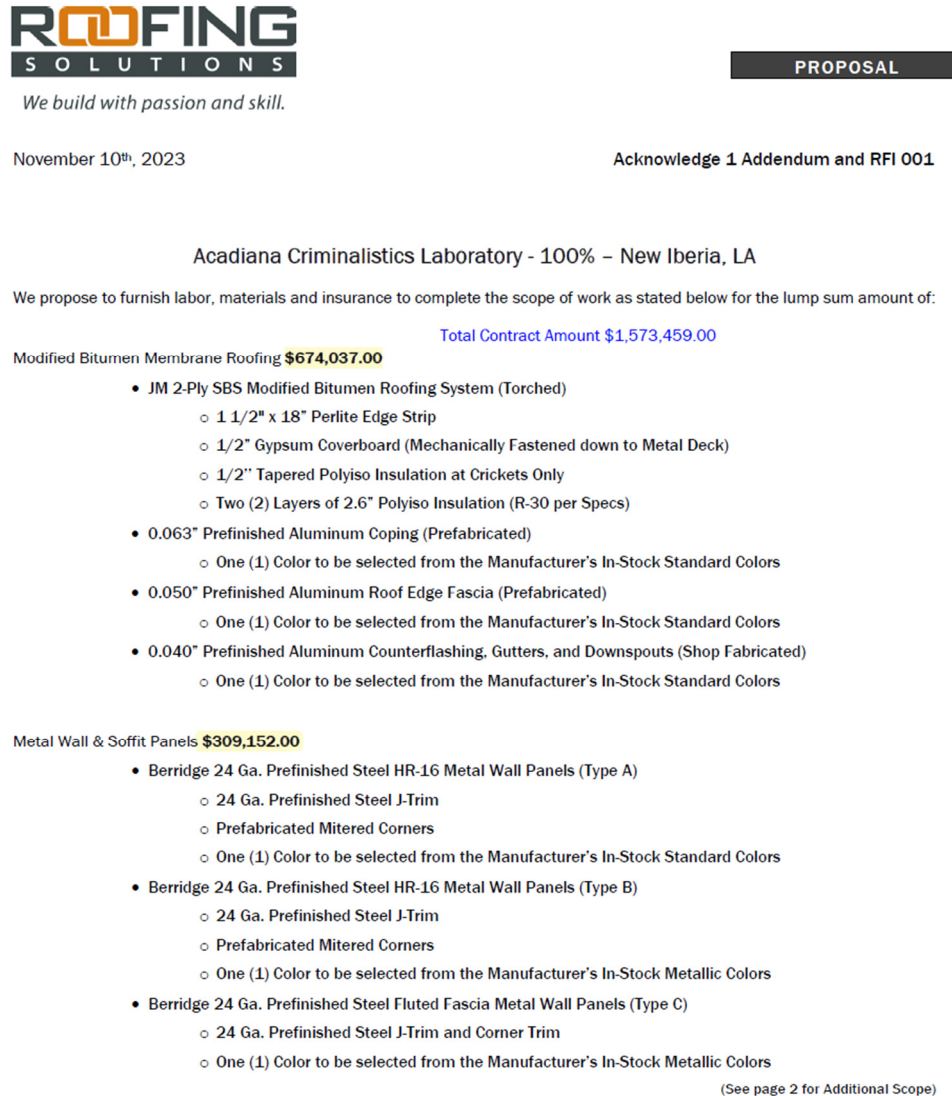 ROOFING
SOLUTIONS
We build with passion and skill.
PROPOSAL
November 10th, 2023 Acknowledge 1 Addendum and RFI 001
Acadiana Criminalistics Laboratory - 100% – New Iberia, LA
We propose to furnish labor, materials and insurance to complete the scope of work as stated below for the lump sum amount of:
Total Contract Amount $1,573,459.00
Modified Bitumen Membrane Roofing $674,037.00
• JM 2-Ply SBS Modified Bitumen Roofing System (Torched)
o 1 1/2" x 18” Perlite Edge Strip
o 1/2” Gypsum Coverboard (Mechanically Fastened down to Metal Deck)
o 1/2’’ Tapered Polyiso Insulation at Crickets Only
o Two (2) Layers of 2.6” Polyiso Insulation (R-30 per Specs)
• 0.063” Prefinished Aluminum Coping (Prefabricated)
o One (1) Color to be selected from the Manufacturer’s In-Stock Standard Colors
• 0.050” Prefinished Aluminum Roof Edge Fascia (Prefabricated)
o One (1) Color to be selected from the Manufacturer’s In-Stock Standard Colors
• 0.040” Prefinished Aluminum Counterflashing, Gutters, and Downspouts (Shop Fabricated)
o One (1) Color to be selected from the Manufacturer’s In-Stock Standard Colors
Metal Wall & Soffit Panels $309,152.00
• Berridge 24 Ga. Prefinished Steel HR-16 Metal Wall Panels (Type A)
o 24 Ga. Prefinished Steel J-Trim
o Prefabricated Mitered Corners
o One (1) Color to be selected from the Manufacturer’s In-Stock Standard Colors
• Berridge 24 Ga. Prefinished Steel HR-16 Metal Wall Panels (Type B)
o 24 Ga. Prefinished Steel J-Trim
o Prefabricated Mitered Corners
o One (1) Color to be selected from the Manufacturer’s In-Stock Metallic Colors
• Berridge 24 Ga. Prefinished Steel Fluted Fascia Metal Wall Panels (Type C)
o 24 Ga. Prefinished Steel J-Trim and Corner Trim
o One (1) Color to be selected from the Manufacturer’s In-Stock Metallic Colors
(See page 2 for Additional Scope)